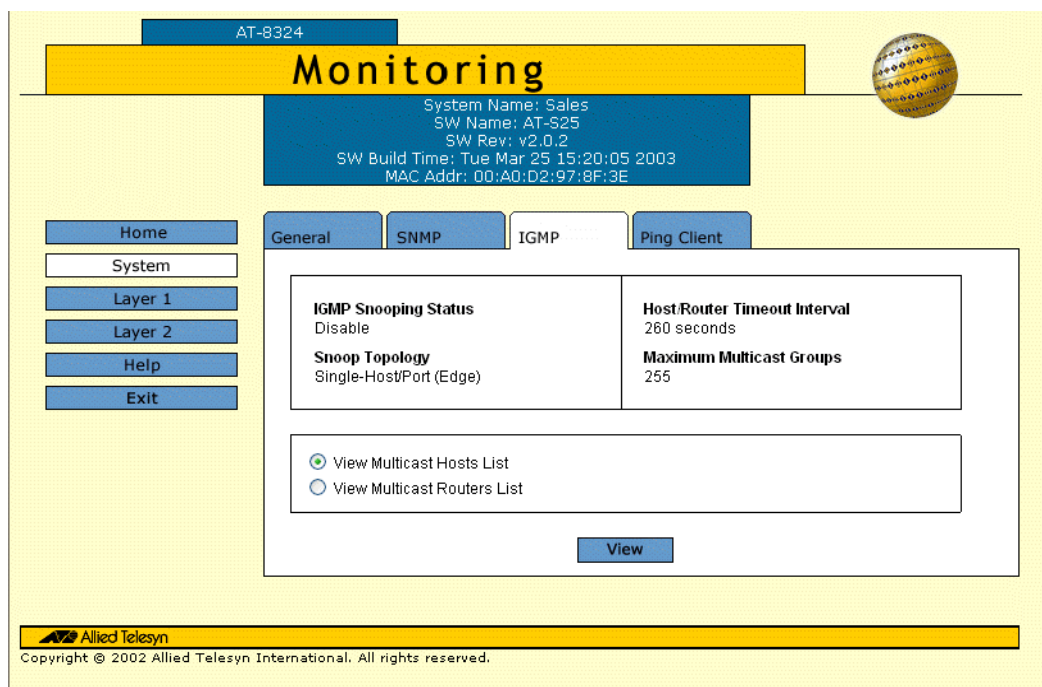 AT-8324
Monitoring
System Name: Sales
SW Name: AT-S25
SW Rev: v2.0.2
SW Build Time: Tue Mar 25 15:20:05 2003
MAC Addr: 00:A0:D2:97:8F:3E
Home
System
Layer 1
Layer 2
Help
Exit
General
SNMP
IGMP
Ping Client
IGMP Snooping Status
Disable
Snoop Topology
Single-Host/Port (Edge)
Host/Router Timeout Interval
260 seconds
Maximum Multicast Groups
255
View Multicast Hosts List
View Multicast Routers List
View
Allied Telesyn
Copyright © 2002 Allied Telesyn International. All rights reserved.